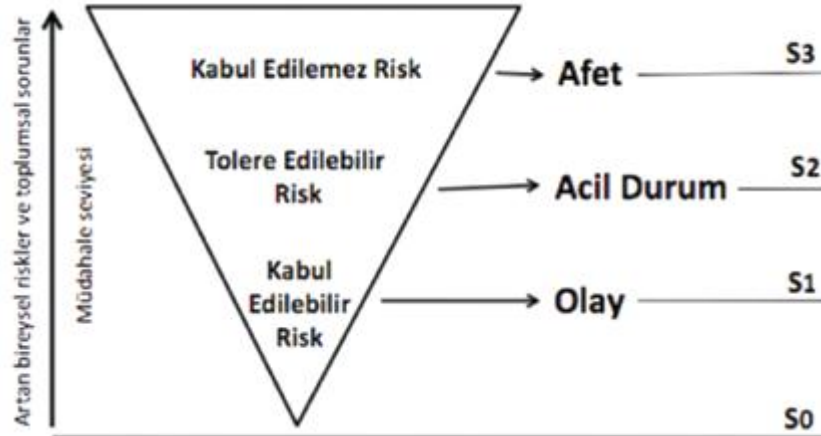 Artan bireysel riskler ve toplumsal sorunlar
Müdahale seviyesi
Kabul Edilemez Risk
Afet
S3
Tolere Edilebilir
Risk
Acil Durum
S2
Kabul
Edilebilir
Risk
Olay
S1
S0